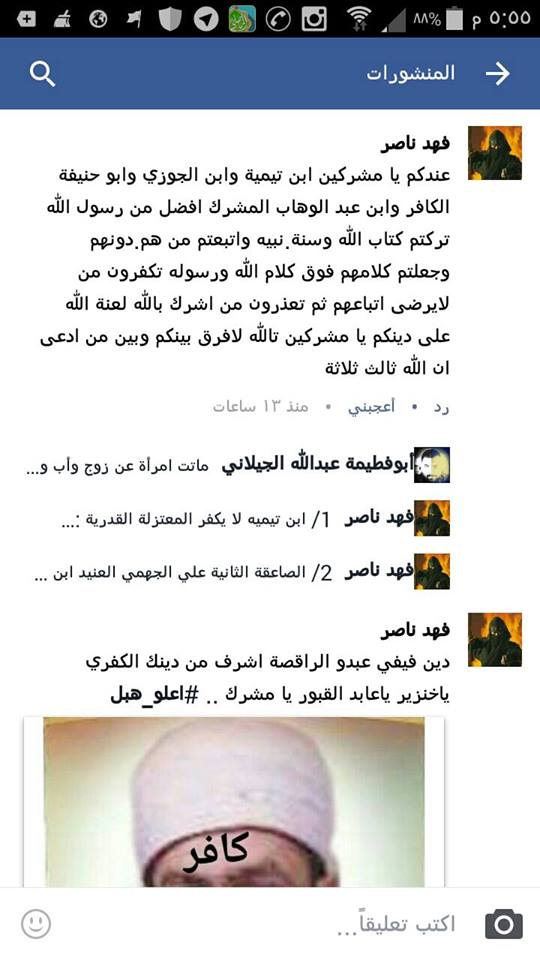 ٥:٥٥ م ٨٨%
المنشورات
فهد ناصر
عندكم يا مشركين ابن تيمية وابن الجوزي وابو حنيفة
الكافر وابن عبد الوهاب المشرك افضل من رسول الله
تركتم كتاب الله وسنة.نبيه واتبعتم من هم.دونهم
وجعلتم كلامهم فوق كلام الله ورسوله تكفرون من
لايرضى اتباعهم ثم تعذرون من اشرك بالله لعنة الله
على دينكم يا مشركين تالله لافرق بينكم وبين من ادعى
ان الله ثالث ثلاثة
رد • أعجبني • منذ ١٣ ساعات
أبوفطيمة عبدالله الجيلاني ماتت امرأة عن زوج وأب و...
فهد ناصر 1/ ابن تيميه لا يكفر المعتزلة القدرية :...
فهد ناصر 2/ الصاعقة الثانية علي الجهمي العنيد ابن ...
فهد ناصر
دين فيفي عبدو الراقصة اشرف من دينك الكفري
ياخنزير ياعابد القبور يا مشرك .. #اعلو_هبل
كافر
اكتب تعليقاً...